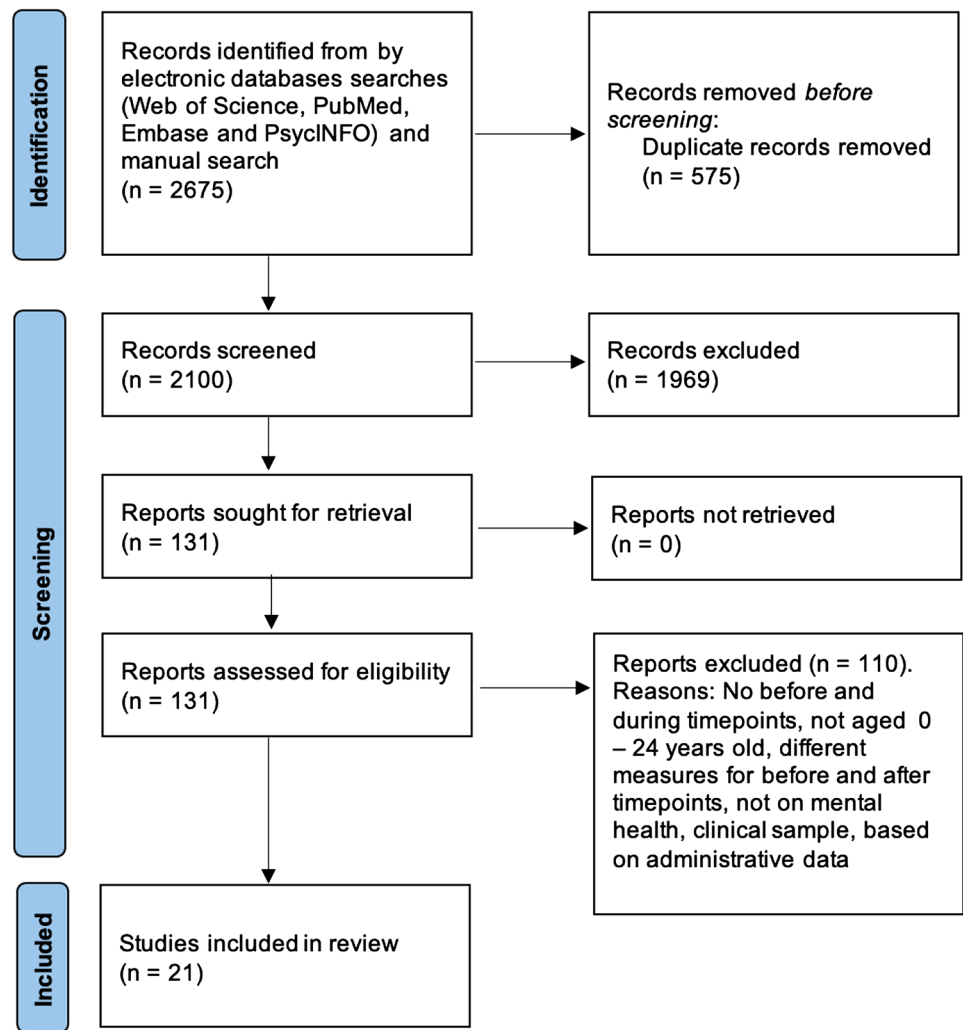 Identification
Records identified from by
electronic databases searches
(Web of Science, PubMed,
Embase and PsycINFO) and
manual search
(n = 2675)
Records removed before
screening:
Duplicate records removed
(n = 575)
Screening
Records screened
(n = 2100)
Records excluded
(n = 1969)
Reports sought for retrieval
(n = 131)
Reports not retrieved
(n = 0)
Reports assessed for eligibility
(n = 131)
Reports excluded (n = 110).
Reasons: No before and
during timepoints, not aged 0
– 24 years old, different
measures for before and after
timepoints, not on mental
health, clinical sample, based
on administrative data
Included
Studies included in review
(n = 21)